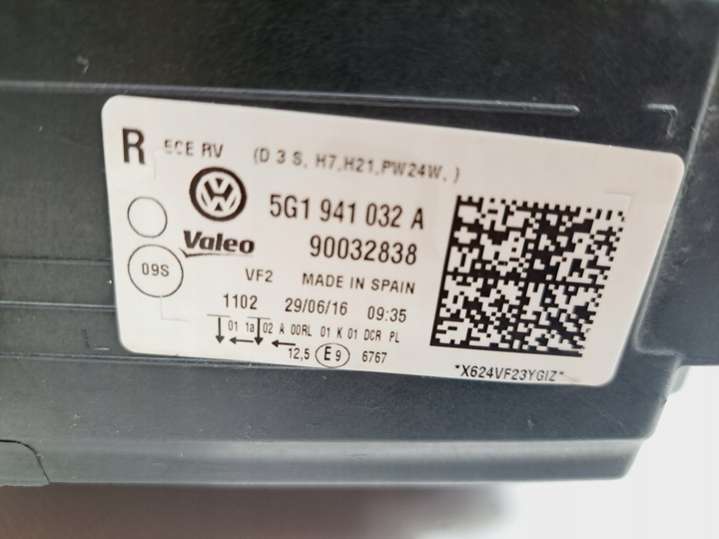 R ECE RV (D 3 S, H7,H21,PW24W, )
5G1 941 032 A
Valeo 90032838
09S VF2 MADE IN SPAIN
1102 29/06/16 09:35
01 1a 02 A 00RL 01 K 01 DCR PL
12,5 E9 6767
*X624VF23YGIZ*